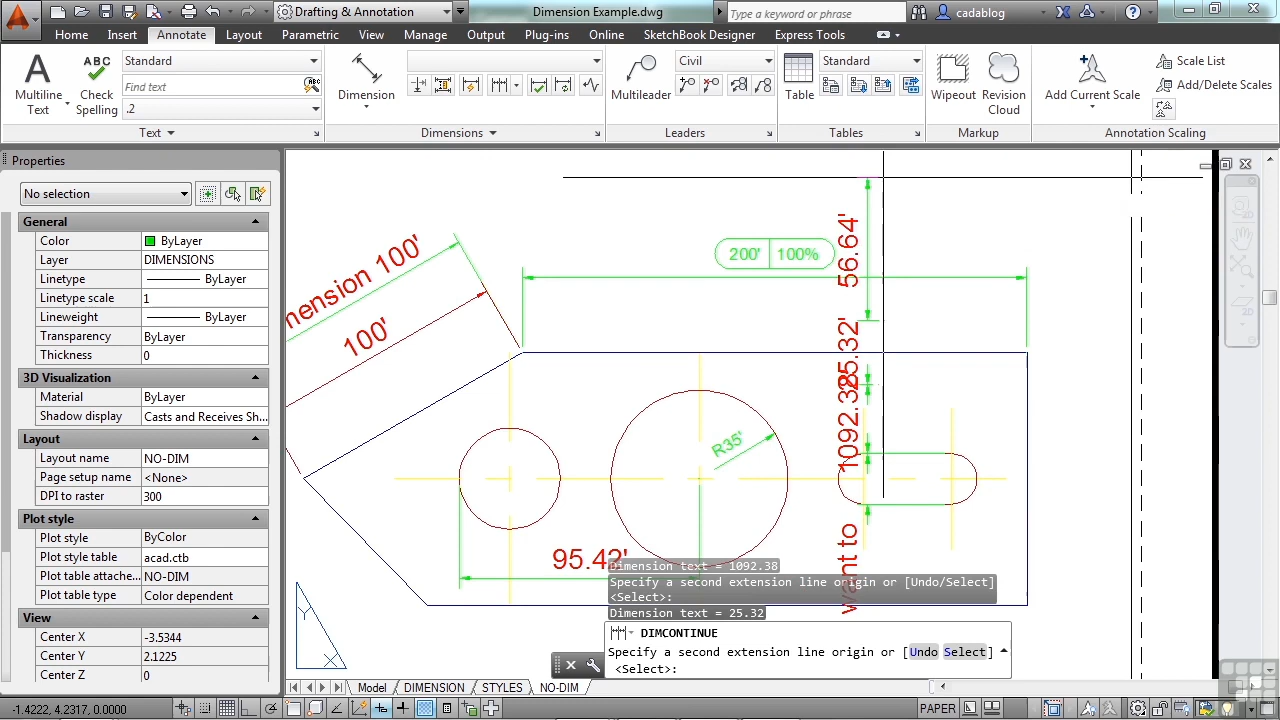 Drafting & Annotation
Dimension Example.dwg
Type a keyword or phrase
cadablog
Home Insert Annotate Layout Parametric View Manage Output Plug-ins Online SketchBook Designer Express Tools
A
ABC
Multiline Text
Check Spelling
Standard
Find text
.2
Text
Dimension
Dimensions
Multileader
Civil
Leaders
Table
Standard
Tables
Wipeout
Revision Cloud
Markup
Add Current Scale
Scale List
Add/Delete Scales
Annotation Scaling
Properties
No selection
General
Color ByLayer
Layer DIMENSIONS
Linetype ByLayer
Linetype scale 1
Lineweight ByLayer
Transparency ByLayer
Thickness 0
3D Visualization
Material ByLayer
Shadow display Casts and Receives Sh...
Layout
Layout name NO-DIM
Page setup name <None>
DPI to raster 300
Plot style
Plot style ByColor
Plot style table acad.ctb
Plot table attache... NO-DIM
Plot table type Color dependent
View
Center X -3.5344
Center Y 2.1225
Center Z 0
mension 100'
100'
200' 100%
56.64'
25.32'
1092.38'
R35'
95.42'
want to
Y
X
Dimension text = 1092.38
Specify a second extension line origin or [Undo/Select]
<Select>:
Dimension text = 25.32
DIMCONTINUE
Specify a second extension line origin or [Undo Select]
<Select>:
Model DIMENSION STYLES NO-DIM
-1.4222, 4.2317, 0.0000
PAPER